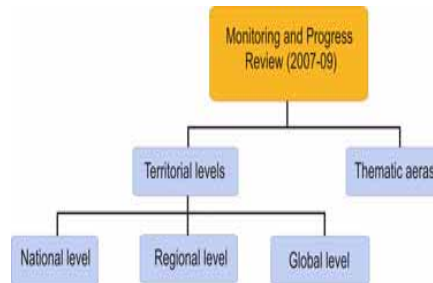 Monitoring and Progress
Review (2007-09)
Territorial levels
Thematic aeras
National level
Regional level
Global level